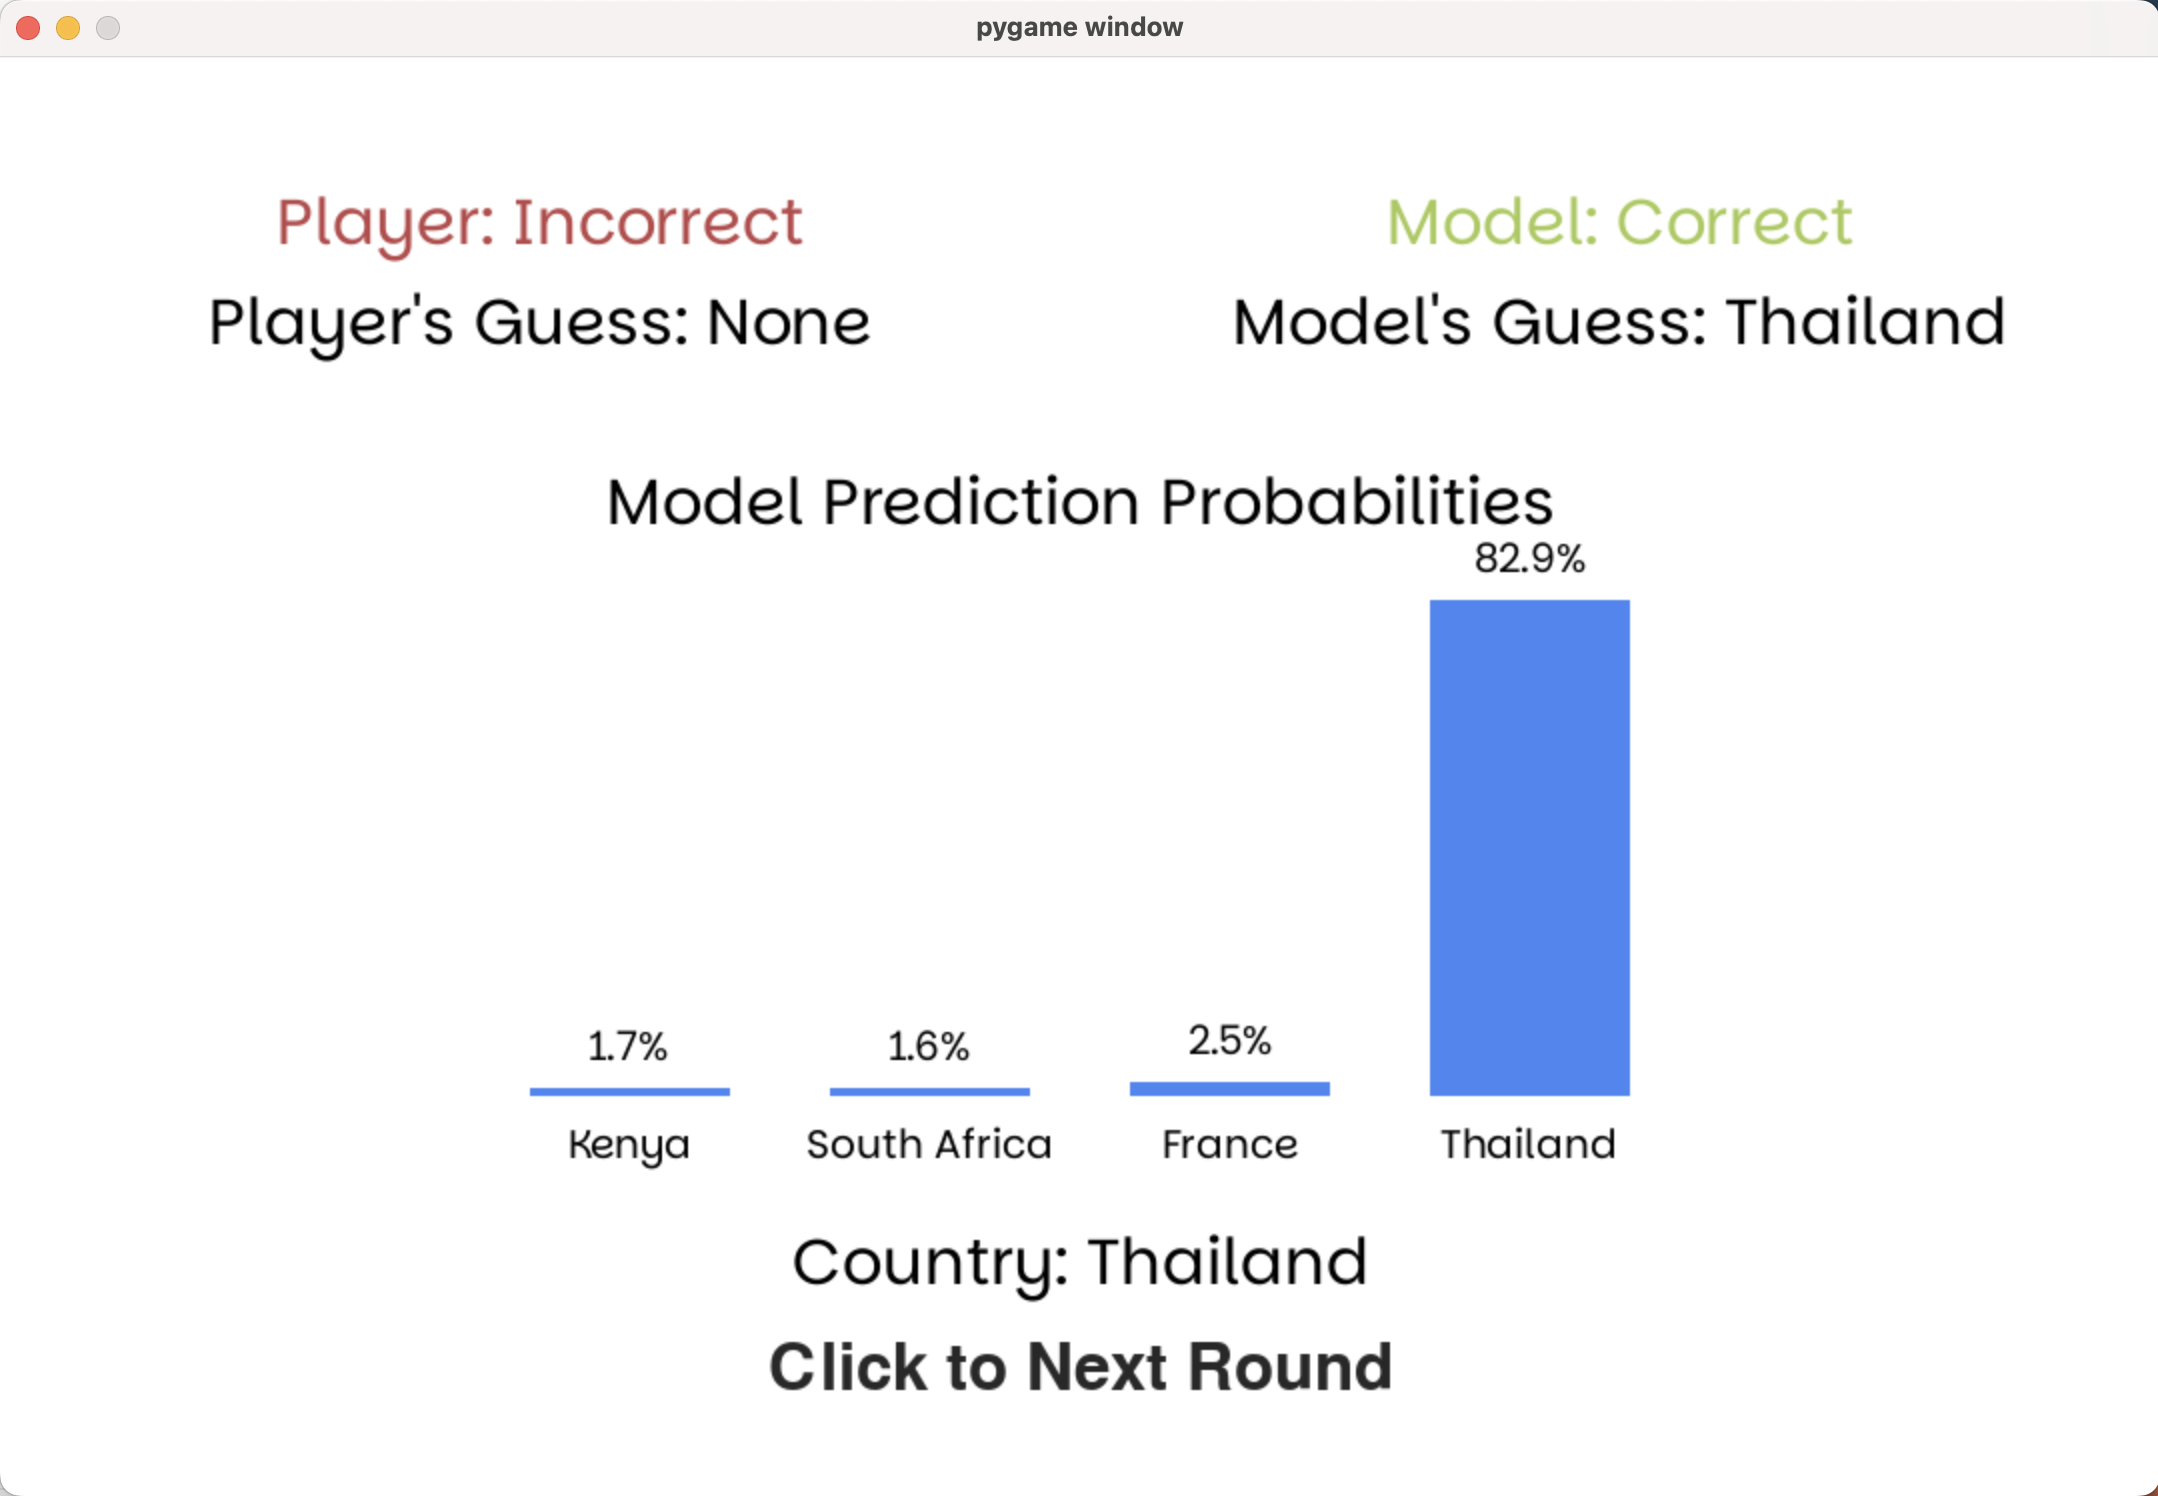 pygame window
Player: Incorrect
Model: Correct
Player's Guess: None
Model's Guess: Thailand
Model Prediction Probabilities
82.9%
1.7%
1.6%
2.5%
Kenya
South Africa
France
Thailand
Country: Thailand
Click to Next Round